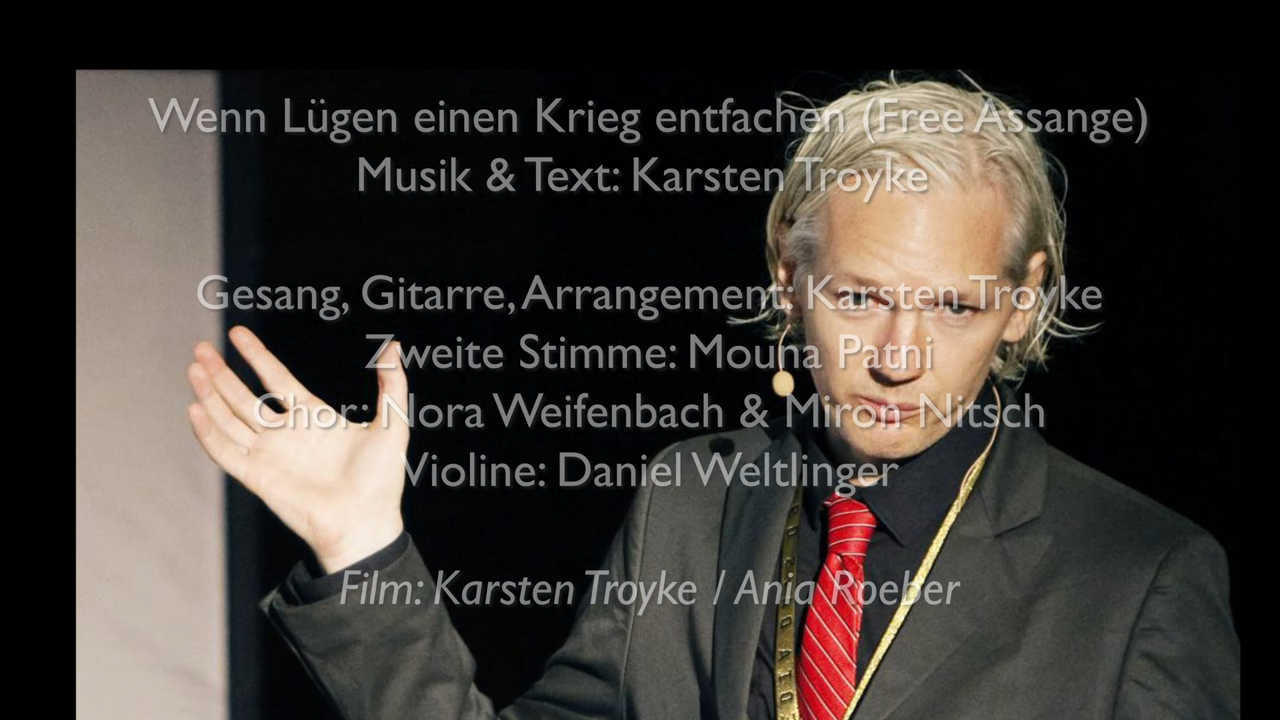 Wenn Lügen einen Krieg entfachen (Free Assange)
Musik & Text: Karsten Troyke
Gesang, Gitarre, Arrangement: Karsten Troyke
Zweite Stimme: Mouna Patni
Chor: Nora Weifenbach & Miron Nitsch
Violine: Daniel Weltlinger
Film: Karsten Troyke / Ania Roeber